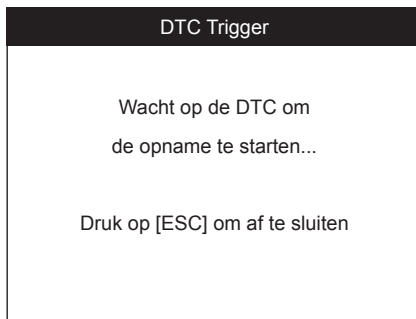 DTC Trigger
Wacht op de DTC om
de opname te starten...
Druk op [ESC] om af te sluiten